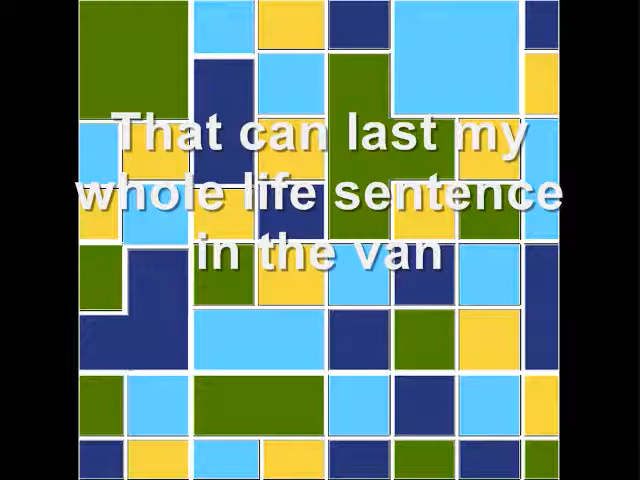 That can last my
whole life sentence
in the van